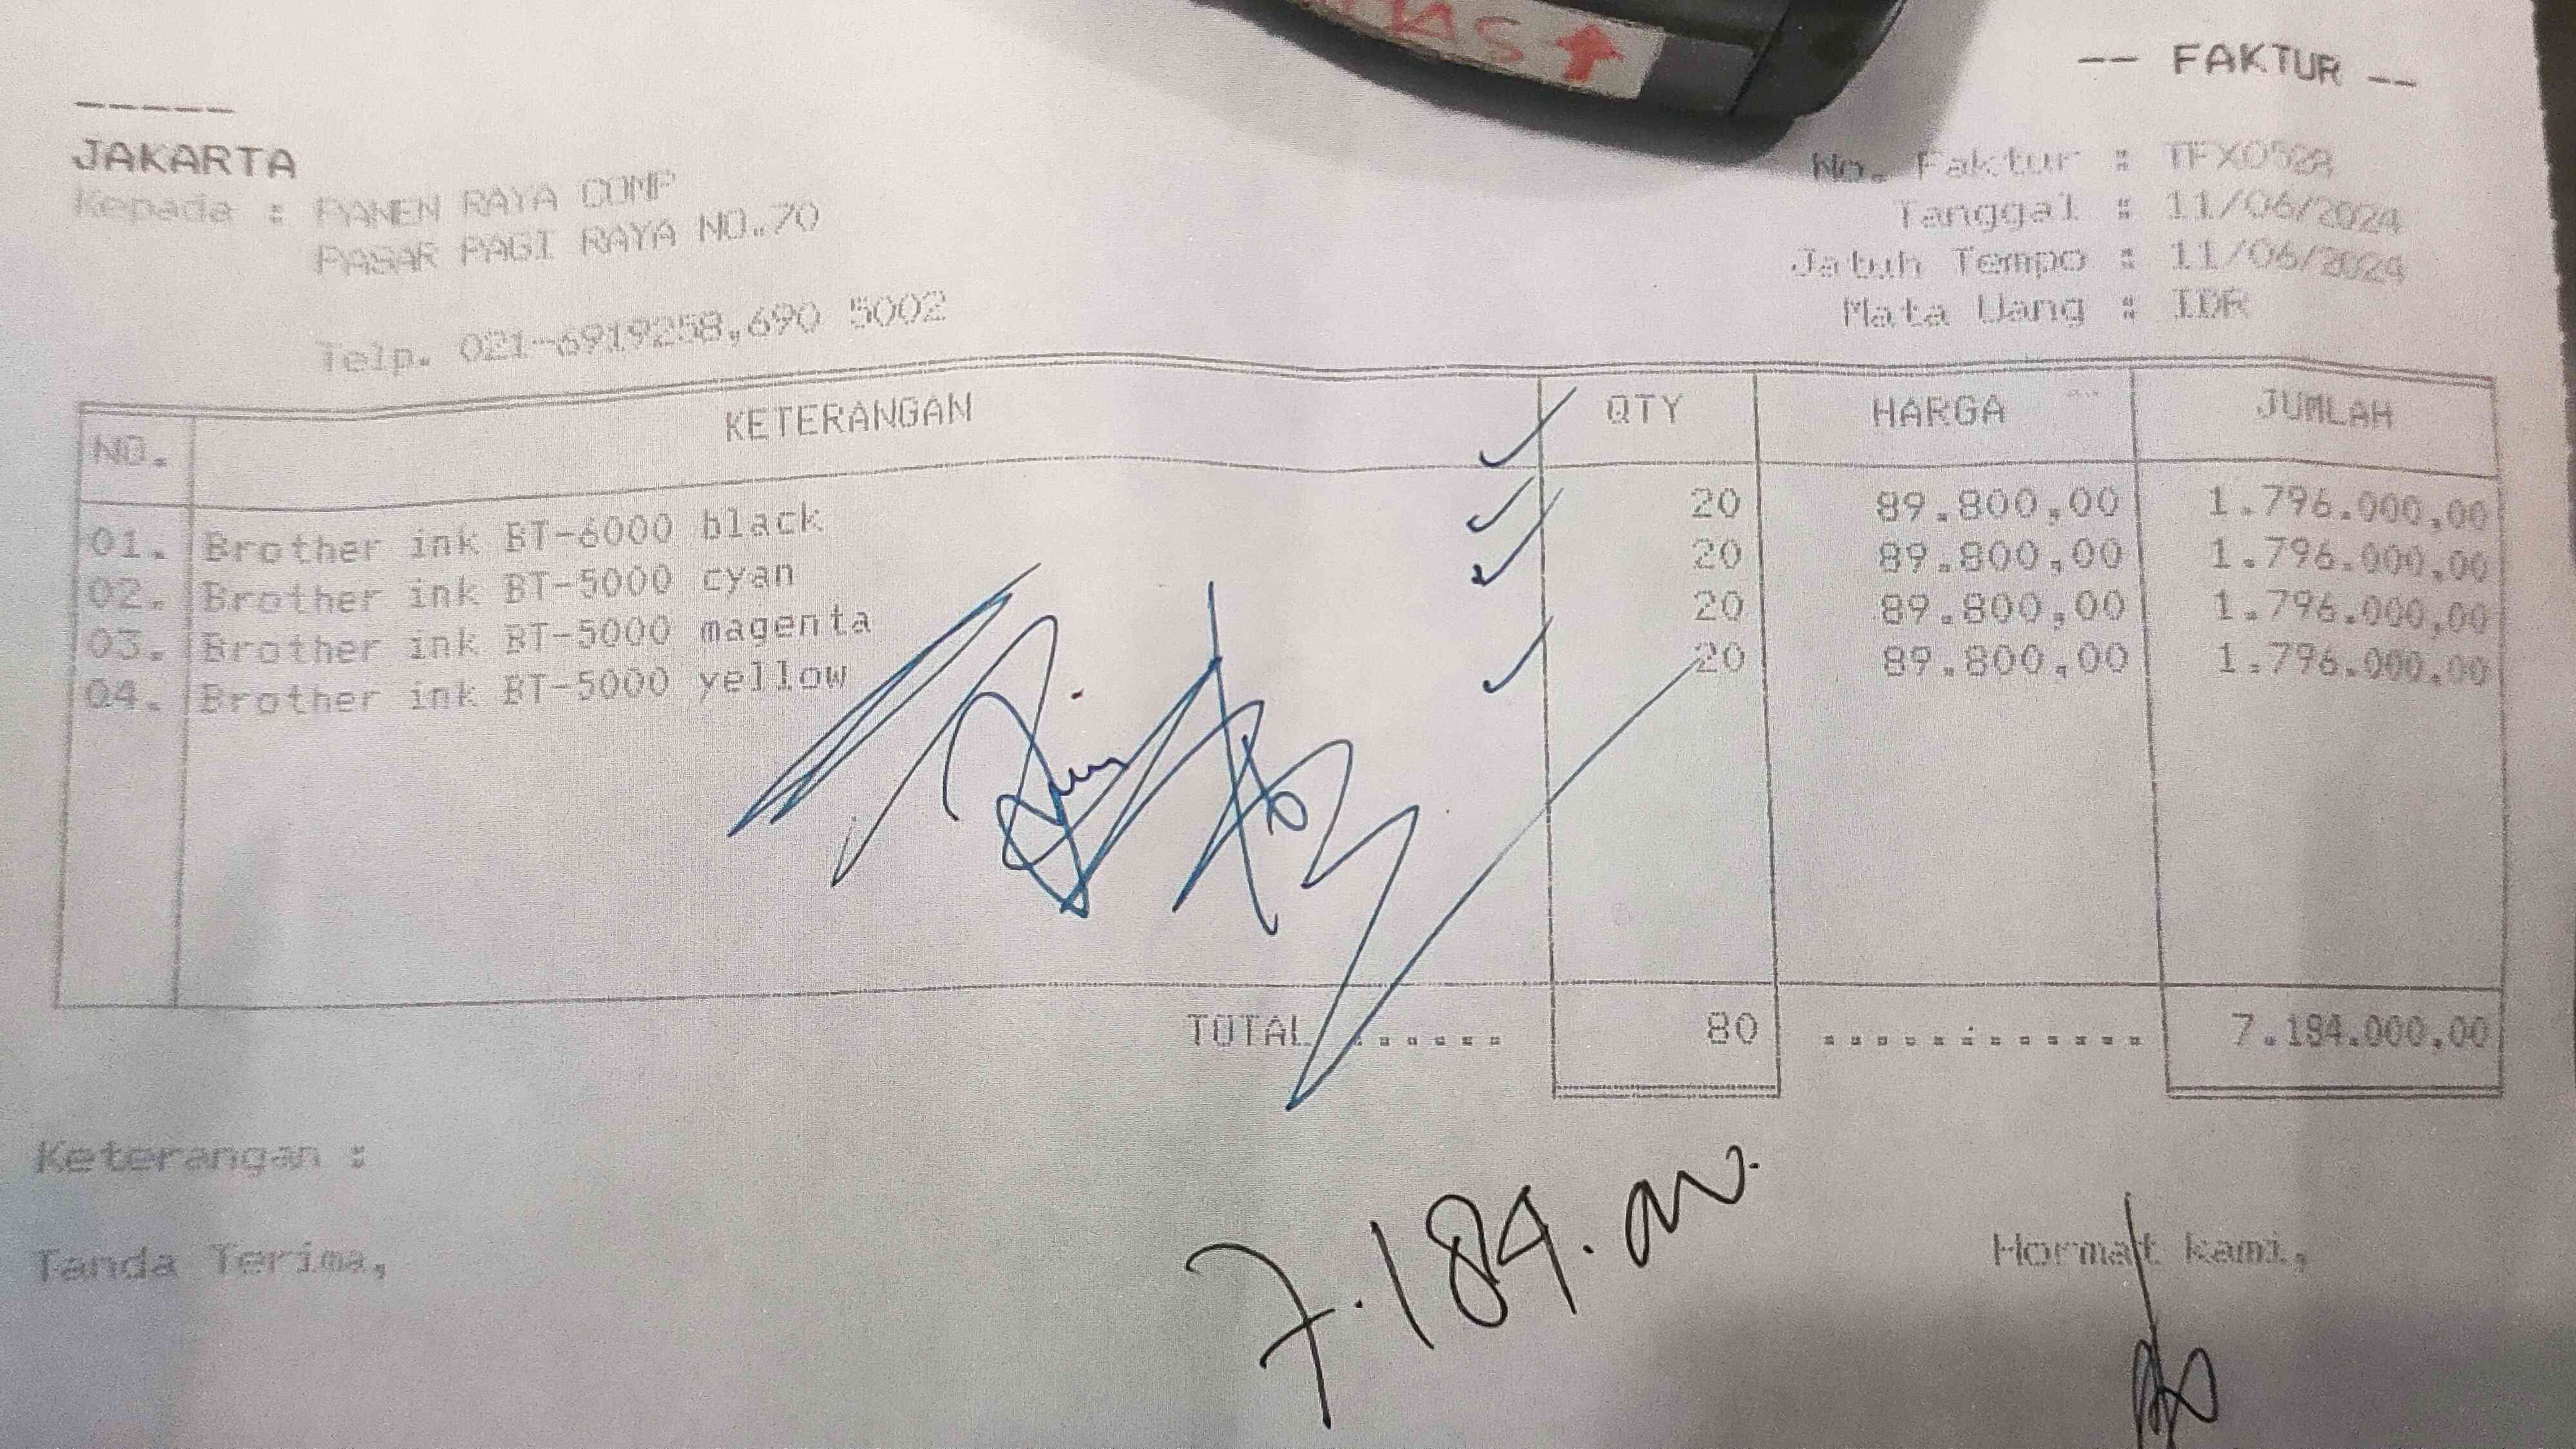 -- FAKTUR --
-----
JAKARTA
Kepada : PANEN RAYA COMP
PASAR PAGI RAYA NO.70
Telp. 021-6919258,690 5002
No. Faktur : TFX0528
Tanggal : 11/06/2024
Jatuh Tempo : 11/06/2024
Mata Uang : IDR
NO. KETERANGAN QTY HARGA JUMLAH
01. Brother ink BT-6000 black 20 89.800,00 1.796.000,00
02. Brother ink BT-5000 cyan 20 89.800,00 1.796.000,00
03. Brother ink BT-5000 magenta 20 89.800,00 1.796.000,00
04. Brother ink BT-5000 yellow 20 89.800,00 1.796.000,00
TOTAL ...... 80 ............ 7.184.000,00
Keterangan :
7.184.
Tanda Terima, Hormat kami,